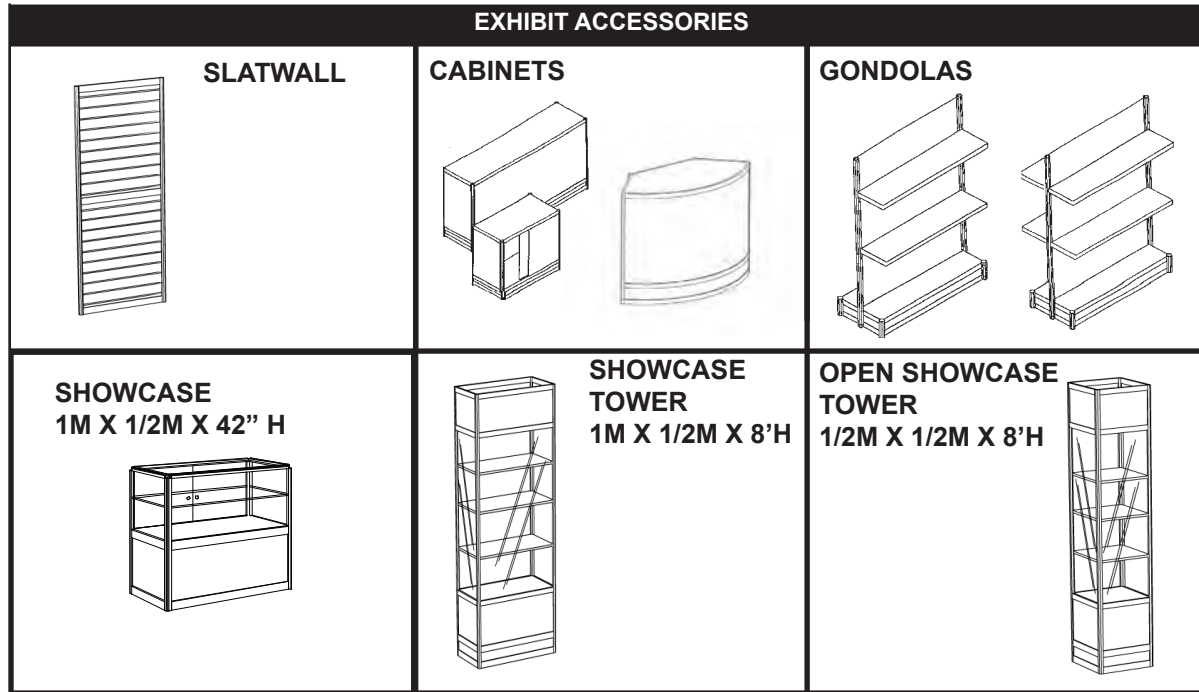 EXHIBIT ACCESSORIES
SLATWALL
CABINETS
GONDOLAS
SHOWCASE
1M X 1/2M X 42” H
SHOWCASE
TOWER
1M X 1/2M X 8’H
OPEN SHOWCASE
TOWER
1/2M X 1/2M X 8’H